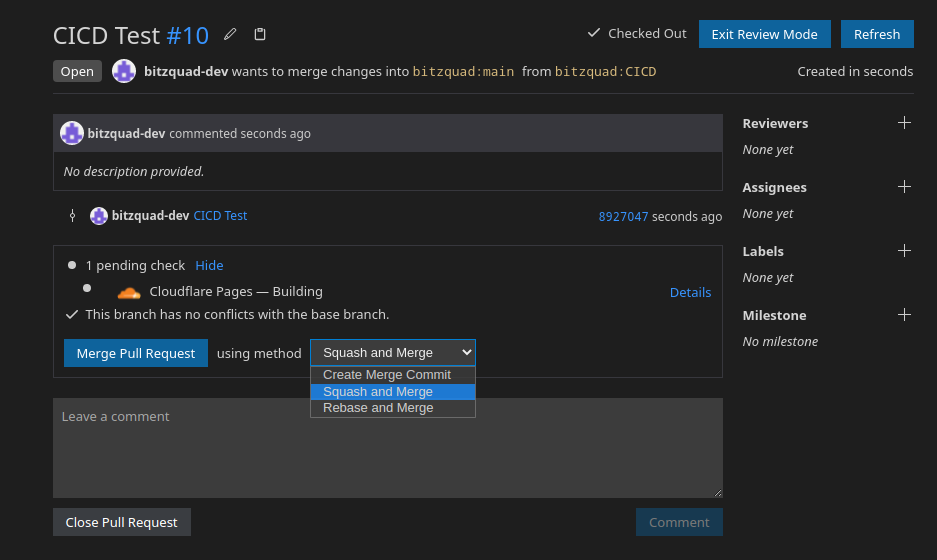 CICD Test #10
Checked Out
Exit Review Mode
Refresh
Open
bitzquad-dev wants to merge changes into bitzquad:main from bitzquad:CICD
Created in seconds
bitzquad-dev commented seconds ago
No description provided.
bitzquad-dev CICD Test
8927047 seconds ago
1 pending check Hide
Cloudflare Pages — Building
Details
This branch has no conflicts with the base branch.
Merge Pull Request using method Squash and Merge
Create Merge Commit
Squash and Merge
Rebase and Merge
Leave a comment
Close Pull Request
Comment
Reviewers
None yet
Assignees
None yet
Labels
None yet
Milestone
No milestone